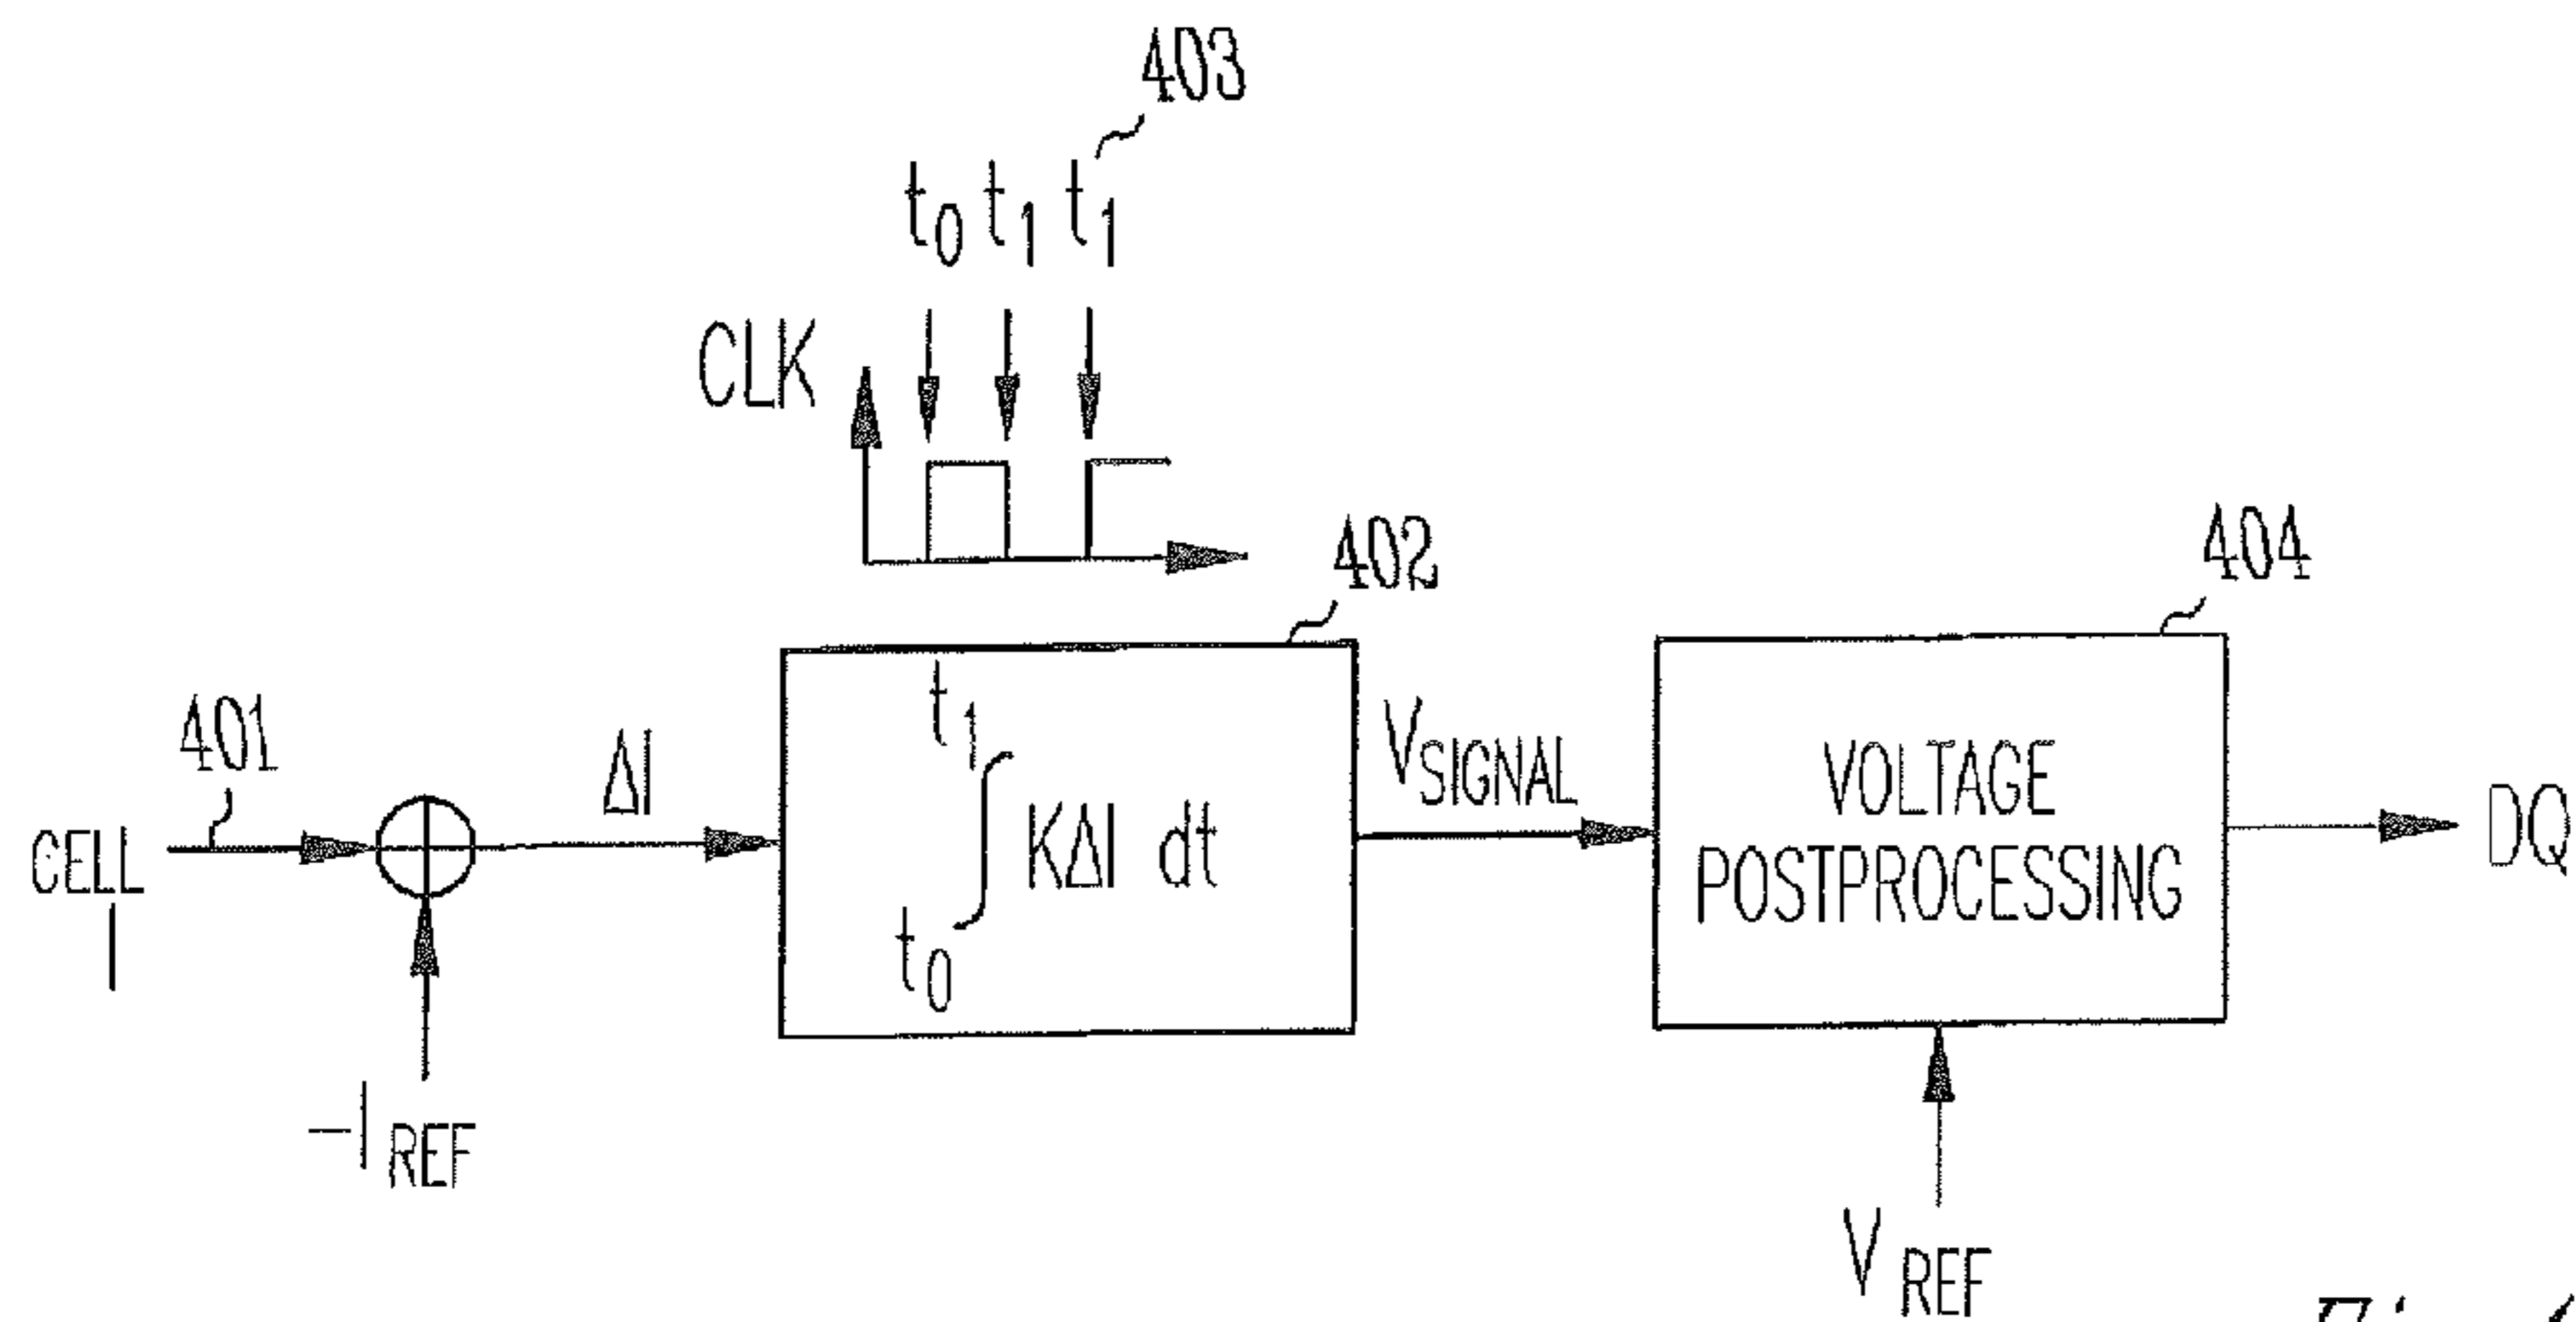 403
t0 t1 t1
CLK
402
404
401
CELL
I
ΔI
t1
∫ KΔI dt
t0
VSIGNAL
VOLTAGE
POSTPROCESSING
DQ
-IREF
VREF